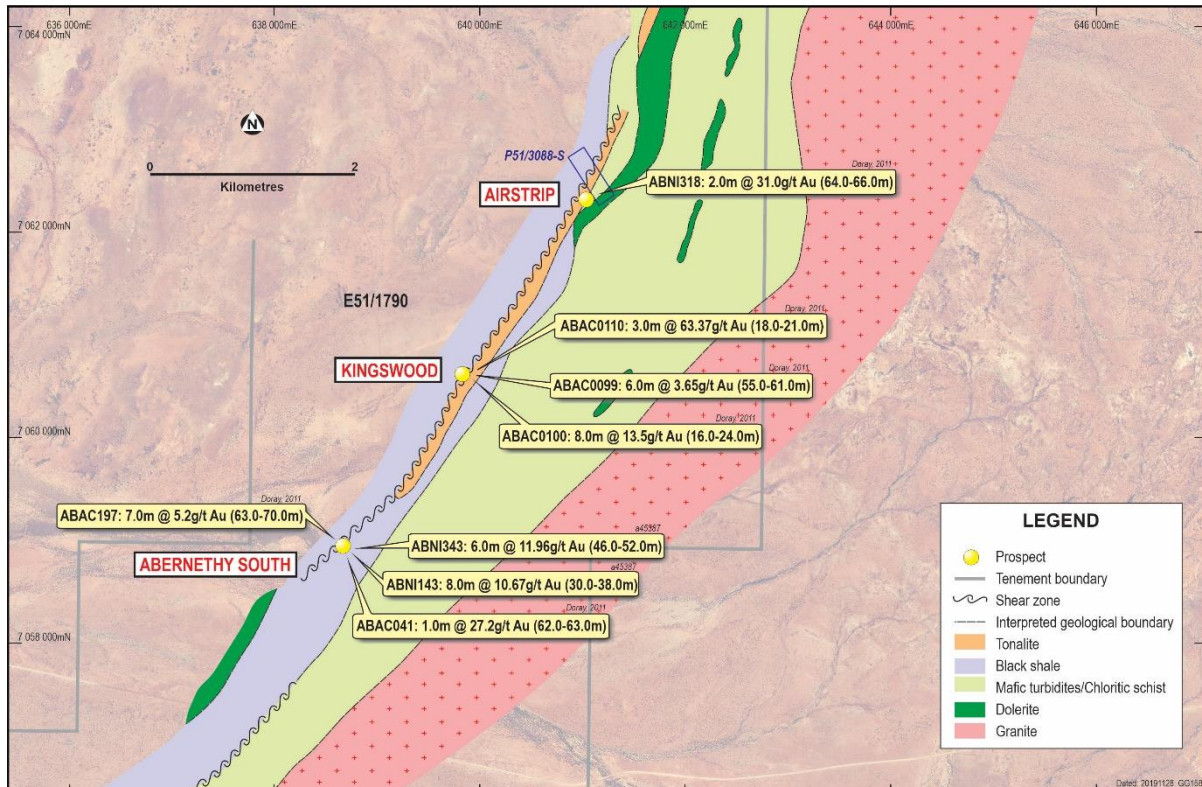 636 000mE
638 000mE
640 000mE
642 000mE
644 000mE
646 000mE
7 064 000mN
N
0
2
Kilometres
P51/3088-S
Doray, 2011
AIRSTRIP
ABNI318: 2.0m @ 31.0g/t Au (64.0-66.0m)
7 062 000mN
E51/1790
Doray, 2011
ABAC0110: 3.0m @ 63.37g/t Au (18.0-21.0m)
KINGSWOOD
Doray, 2011
ABAC0099: 6.0m @ 3.65g/t Au (55.0-61.0m)
Doray, 2011
7 060 000mN
ABAC0100: 8.0m @ 13.5g/t Au (16.0-24.0m)
Doray, 2011
ABAC197: 7.0m @ 5.2g/t Au (63.0-70.0m)
a45387
ABNI343: 6.0m @ 11.96g/t Au (46.0-52.0m)
ABERNETHY SOUTH
a45387
ABNI143: 8.0m @ 10.67g/t Au (30.0-38.0m)
Doray, 2011
ABAC041: 1.0m @ 27.2g/t Au (62.0-63.0m)
7 058 000mN
LEGEND
Prospect
Tenement boundary
Shear zone
Interpreted geological boundary
Tonalite
Black shale
Mafic turbidites/Chloritic schist
Dolerite
Granite
Dated: 20191128